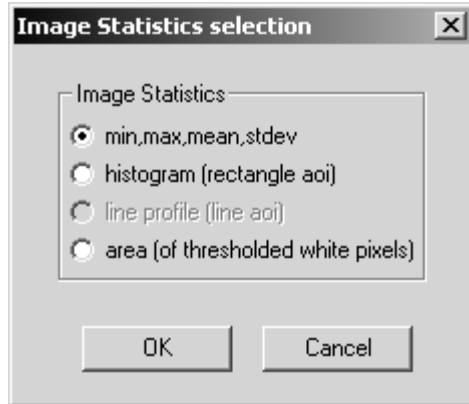 Image Statistics selection
Image Statistics
min,max,mean,stdev
histogram (rectangle aoi)
line profile (line aoi)
area (of thresholded white pixels)
OK Cancel